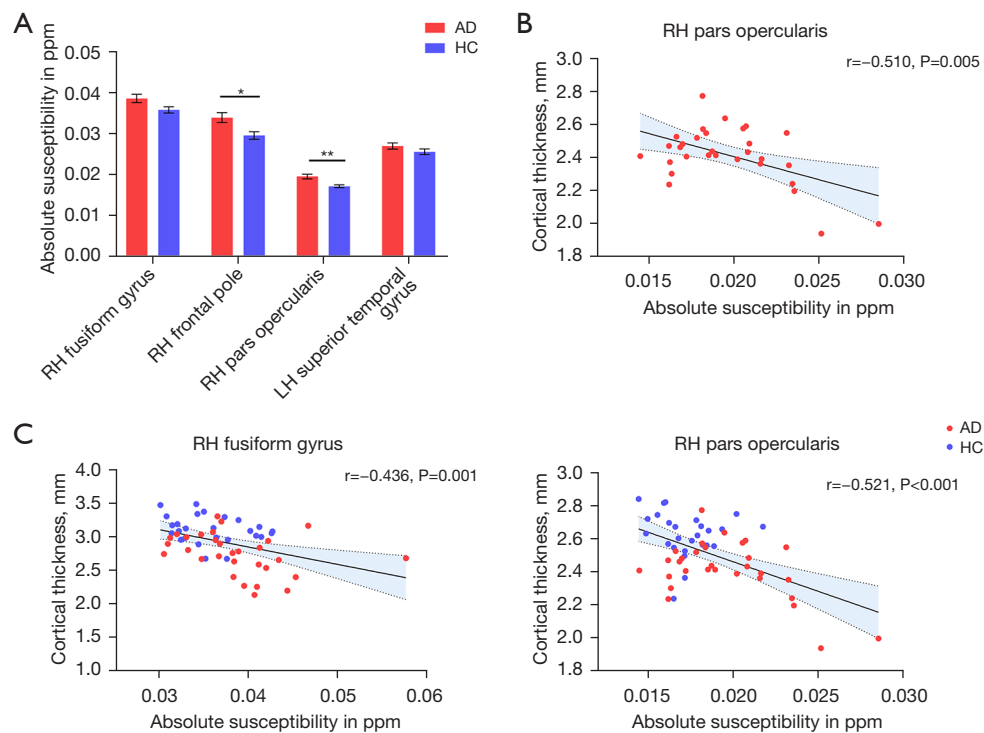 A
AD
HC
Absolute susceptibility in ppm
0.05
0.04
0.03
0.02
0.01
0.00
*
**
RH fusiform gyrus
RH frontal pole
RH pars opercularis
LH superior temporal
gyrus
B
RH pars opercularis
r=−0.510, P=0.005
Cortical thickness, mm
3.0
2.8
2.6
2.4
2.2
2.0
1.8
0.015 0.020 0.025 0.030
Absolute susceptibility in ppm
C
RH fusiform gyrus
r=−0.436, P=0.001
Cortical thickness, mm
4.0
3.0
2.5
2.0
1.0
0.03 0.04 0.05 0.06
Absolute susceptibility in ppm
RH pars opercularis
AD
HC
r=−0.521, P<0.001
Cortical thickness, mm
3.0
2.8
2.6
2.4
2.2
2.0
1.8
0.015 0.020 0.025 0.030
Absolute susceptibility in ppm